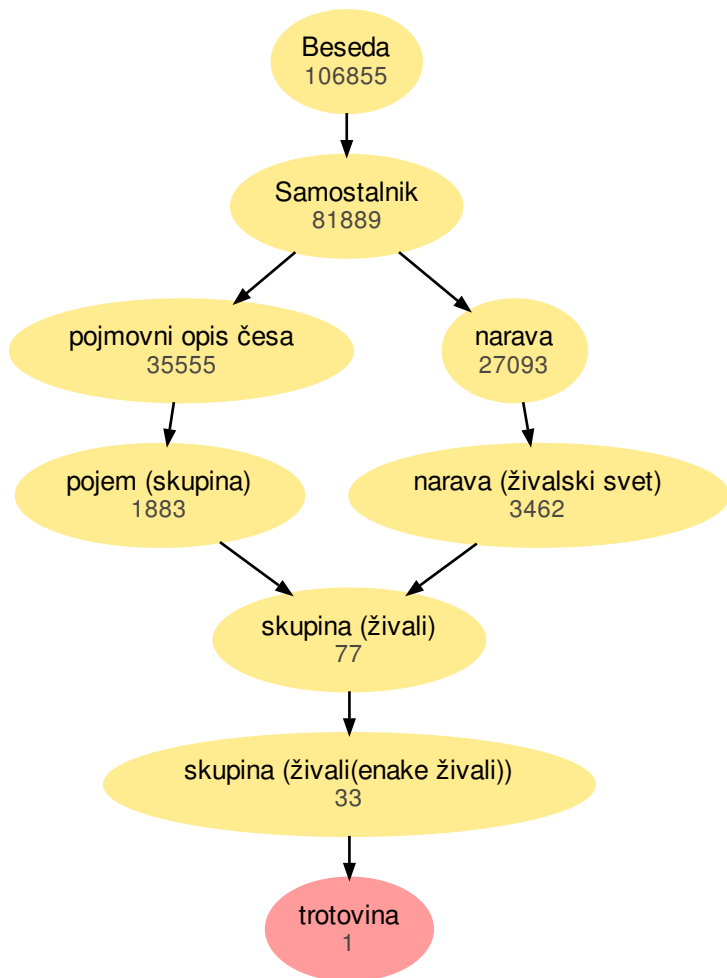 Beseda
106855
Samostalnik
81889
pojmovni opis česa
35555
narava
27093
pojem (skupina)
1883
narava (živalski svet)
3462
skupina (živali)
77
skupina (živali(enake živali))
33
trotovina
1